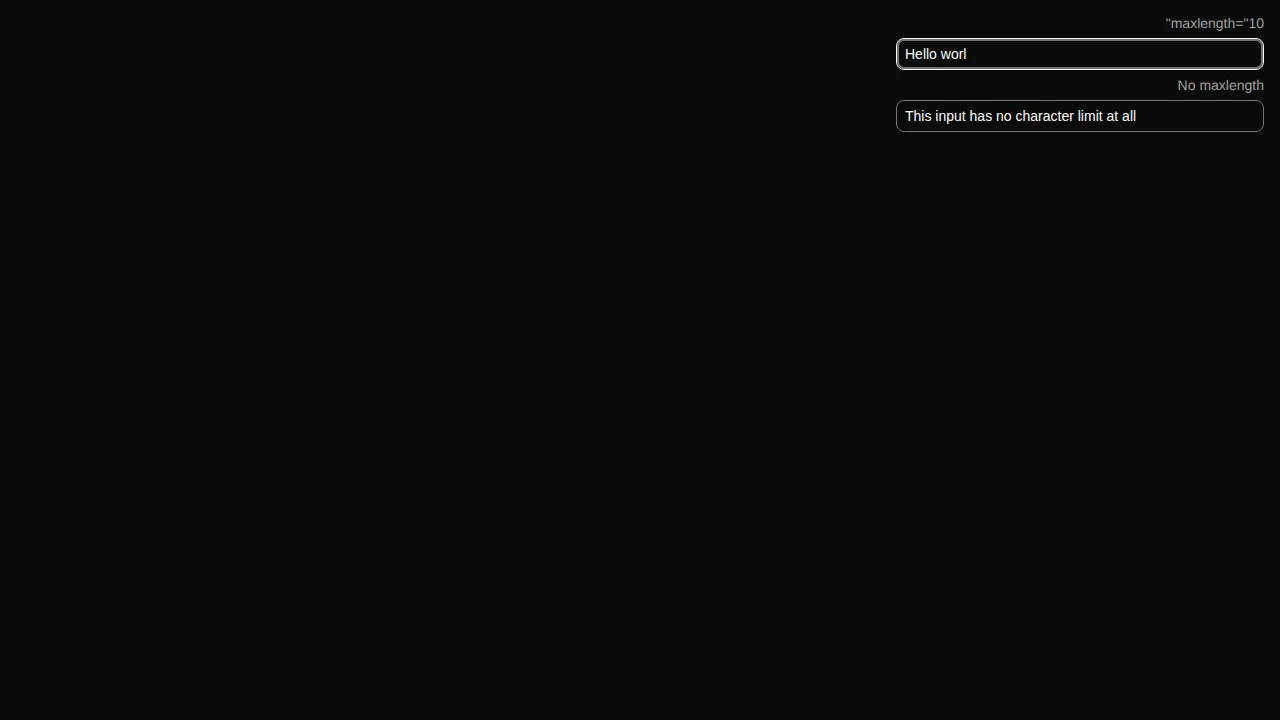 "maxlength="10
Hello worl
No maxlength
This input has no character limit at all